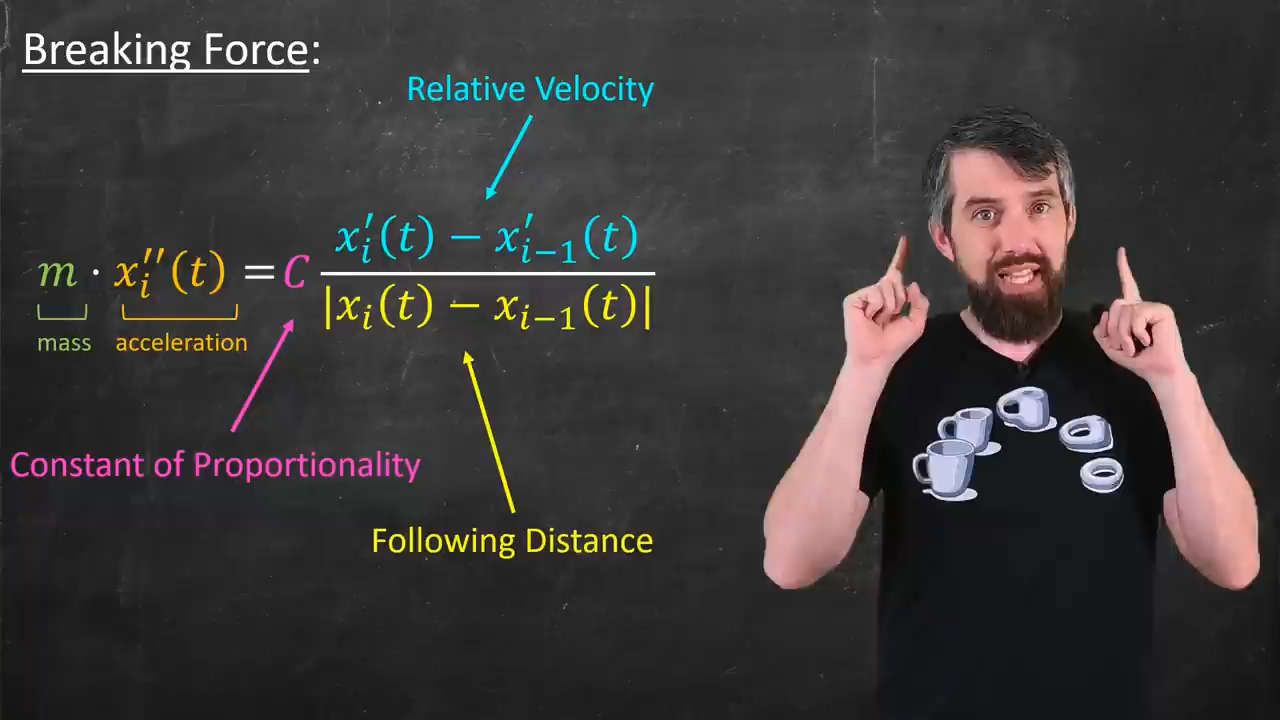 Breaking Force:
Relative Velocity
m · x_i''(t) = C (x_i'(t) − x_{i−1}'(t)) / |x_i(t) − x_{i−1}(t)|
mass acceleration
Constant of Proportionality
Following Distance